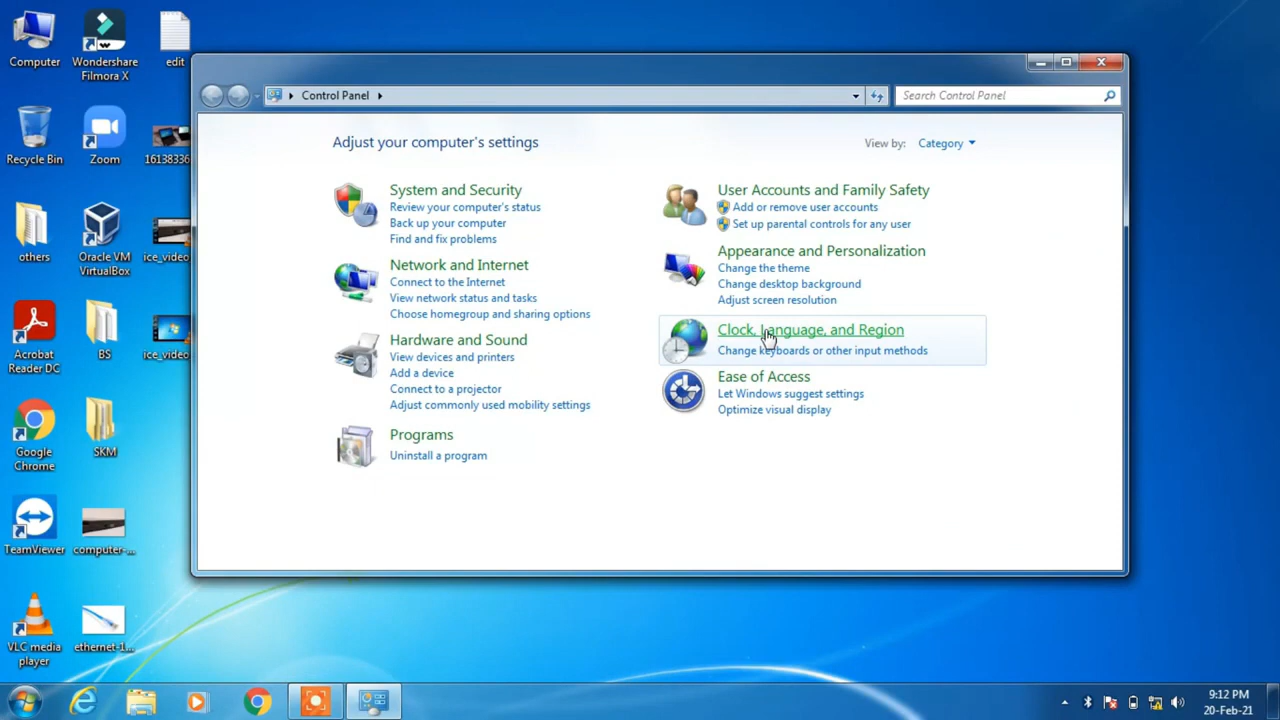 Computer
Wondershare
Filmora X
edit
Recycle Bin
Zoom
16138336
others
Oracle VM
VirtualBox
ice_video
Acrobat
Reader DC
BS
ice_video
Google
Chrome
SKM
TeamViewer
computer-...
VLC media
player
ethernet-1...
Control Panel
Search Control Panel
Adjust your computer's settings
View by: Category
System and Security
Review your computer's status
Back up your computer
Find and fix problems
Network and Internet
Connect to the Internet
View network status and tasks
Choose homegroup and sharing options
Hardware and Sound
View devices and printers
Add a device
Connect to a projector
Adjust commonly used mobility settings
Programs
Uninstall a program
User Accounts and Family Safety
Add or remove user accounts
Set up parental controls for any user
Appearance and Personalization
Change the theme
Change desktop background
Adjust screen resolution
Clock, Language, and Region
Change keyboards or other input methods
Ease of Access
Let Windows suggest settings
Optimize visual display
9:12 PM
20-Feb-21